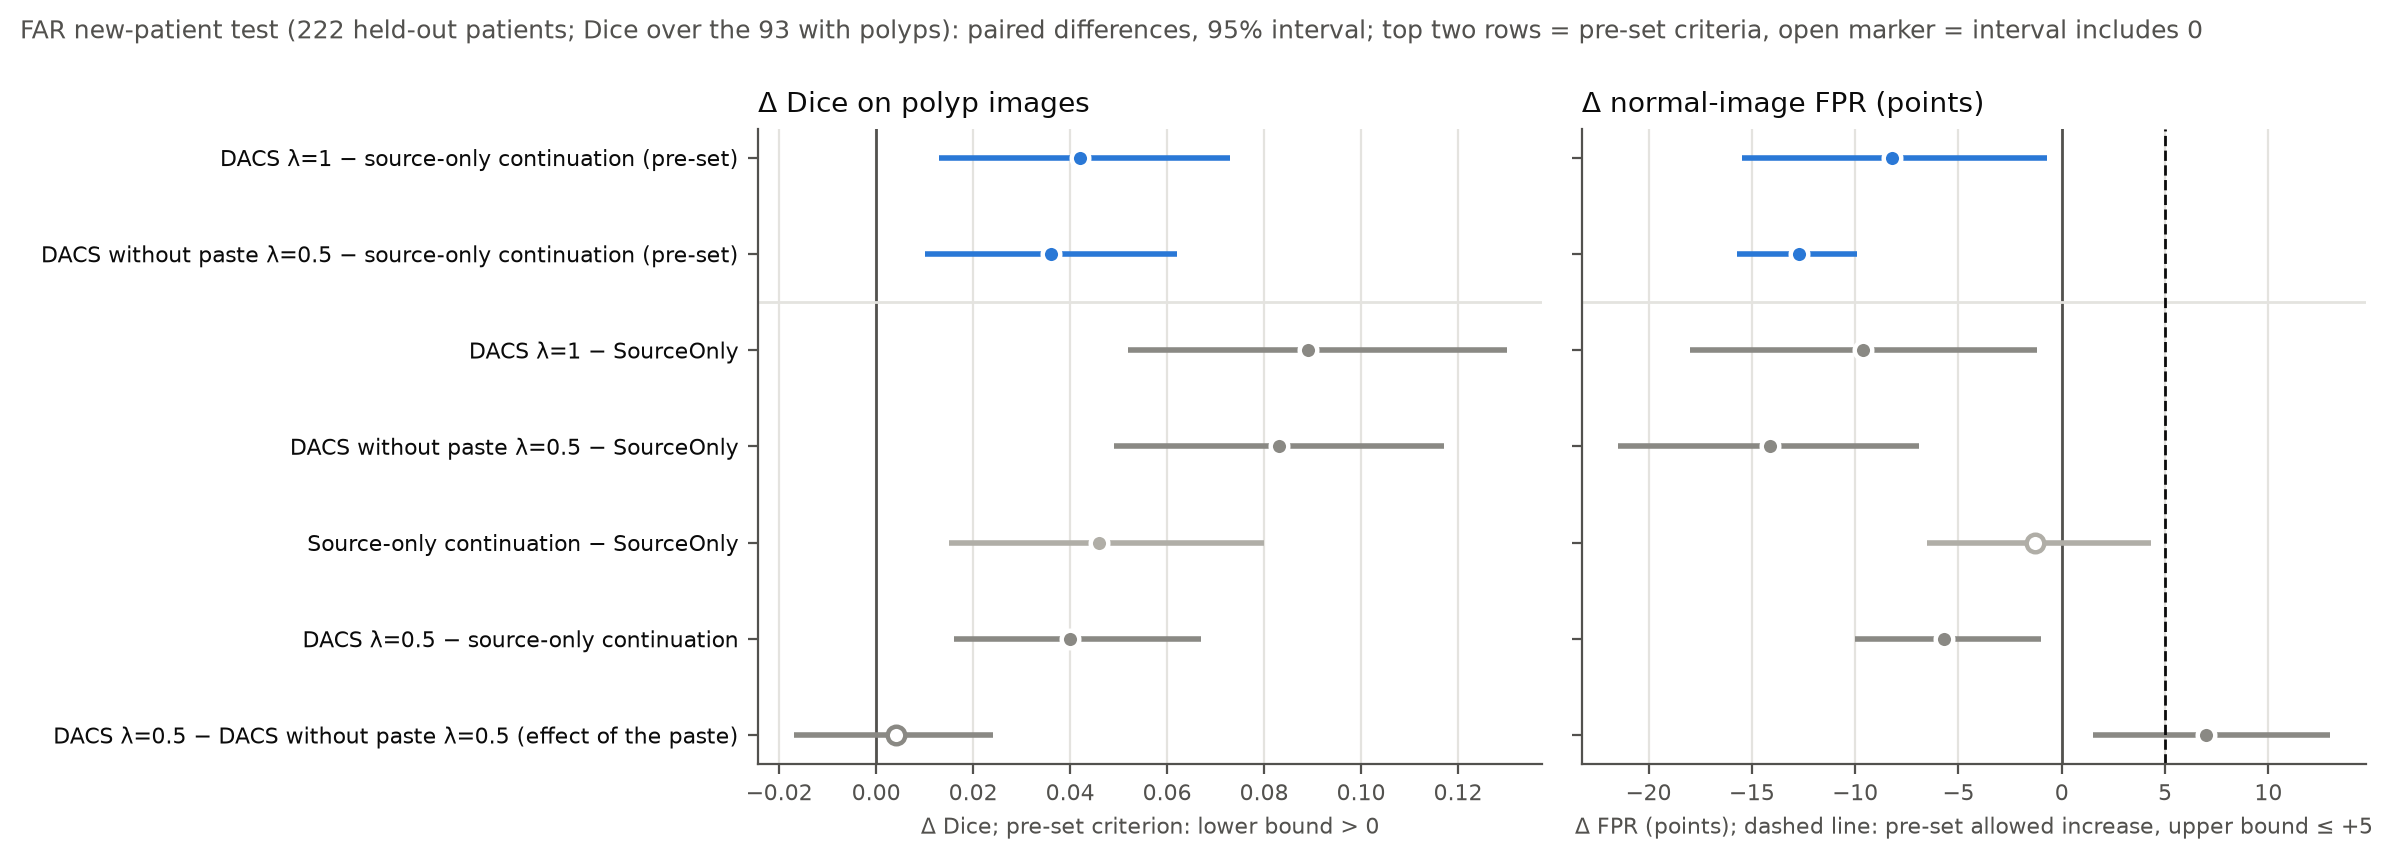 FAR new-patient test (222 held-out patients; Dice over the 93 with polyps): paired differences, 95% interval; top two rows = pre-set criteria, open marker = interval includes 0
Δ Dice on polyp images
Δ normal-image FPR (points)
DACS λ=1 − source-only continuation (pre-set)
DACS without paste λ=0.5 − source-only continuation (pre-set)
DACS λ=1 − SourceOnly
DACS without paste λ=0.5 − SourceOnly
Source-only continuation − SourceOnly
DACS λ=0.5 − source-only continuation
DACS λ=0.5 − DACS without paste λ=0.5 (effect of the paste)
−0.02 0.00 0.02 0.04 0.06 0.08 0.10 0.12
−20 −15 −10 −5 0 5 10
Δ Dice; pre-set criterion: lower bound > 0
Δ FPR (points); dashed line: pre-set allowed increase, upper bound ≤ +5